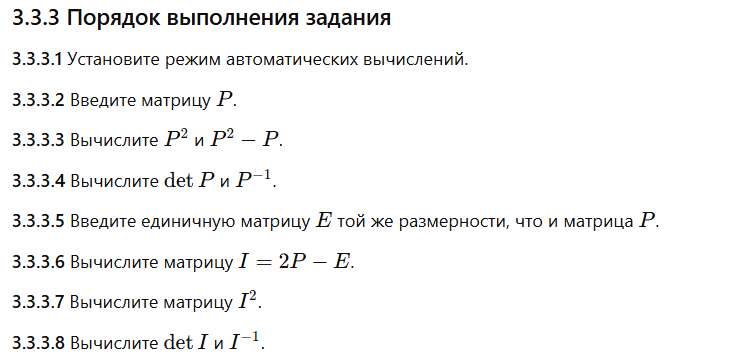 3.3.3 Порядок выполнения задания
3.3.3.1 Установите режим автоматических вычислений.
3.3.3.2 Введите матрицу P.
3.3.3.3 Вычислите P² и P² − P.
3.3.3.4 Вычислите det P и P⁻¹.
3.3.3.5 Введите единичную матрицу E той же размерности, что и матрица P.
3.3.3.6 Вычислите матрицу I = 2P − E.
3.3.3.7 Вычислите матрицу I².
3.3.3.8 Вычислите det I и I⁻¹.